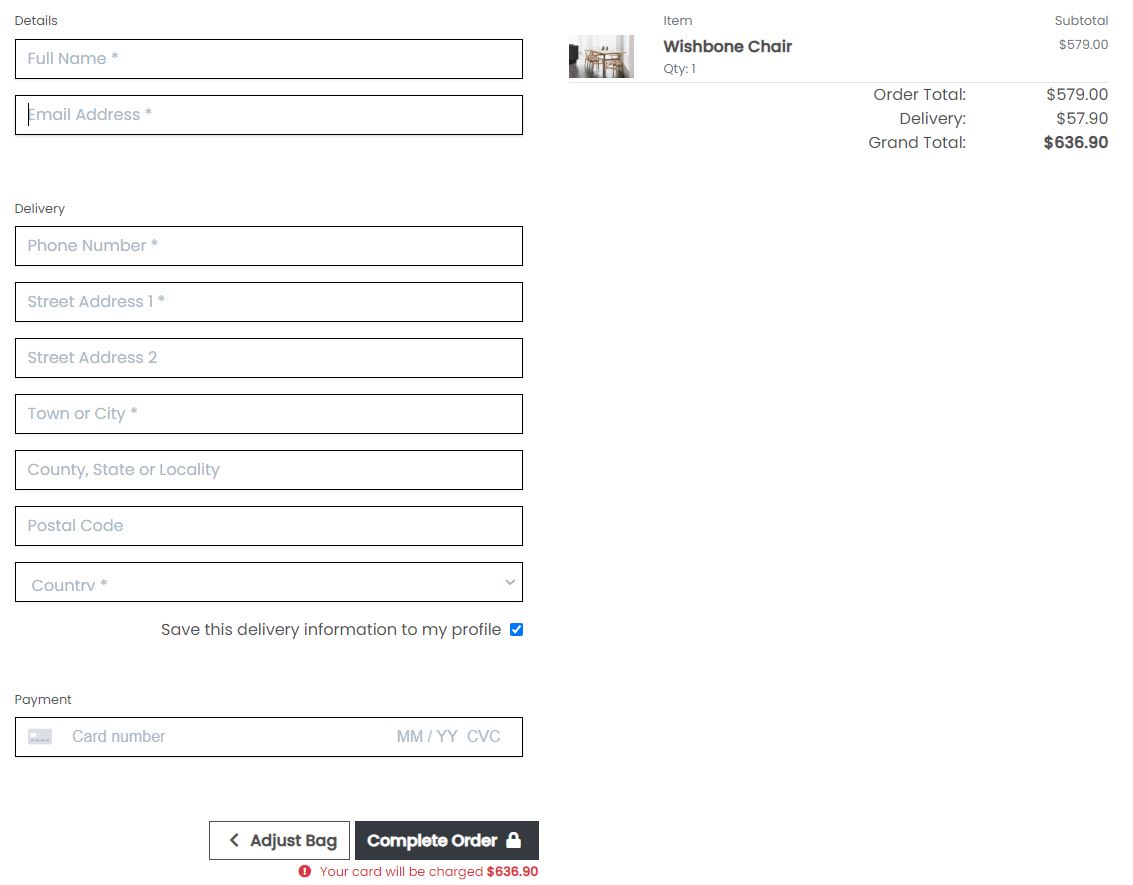 Details
Full Name *
Email Address *
Delivery
Phone Number *
Street Address 1 *
Street Address 2
Town or City *
County, State or Locality
Postal Code
Country *
Save this delivery information to my profile
Payment
Card number MM / YY CVC
Adjust Bag Complete Order
Your card will be charged $636.90
Item Subtotal
Wishbone Chair $579.00
Qty: 1
Order Total: $579.00
Delivery: $57.90
Grand Total: $636.90